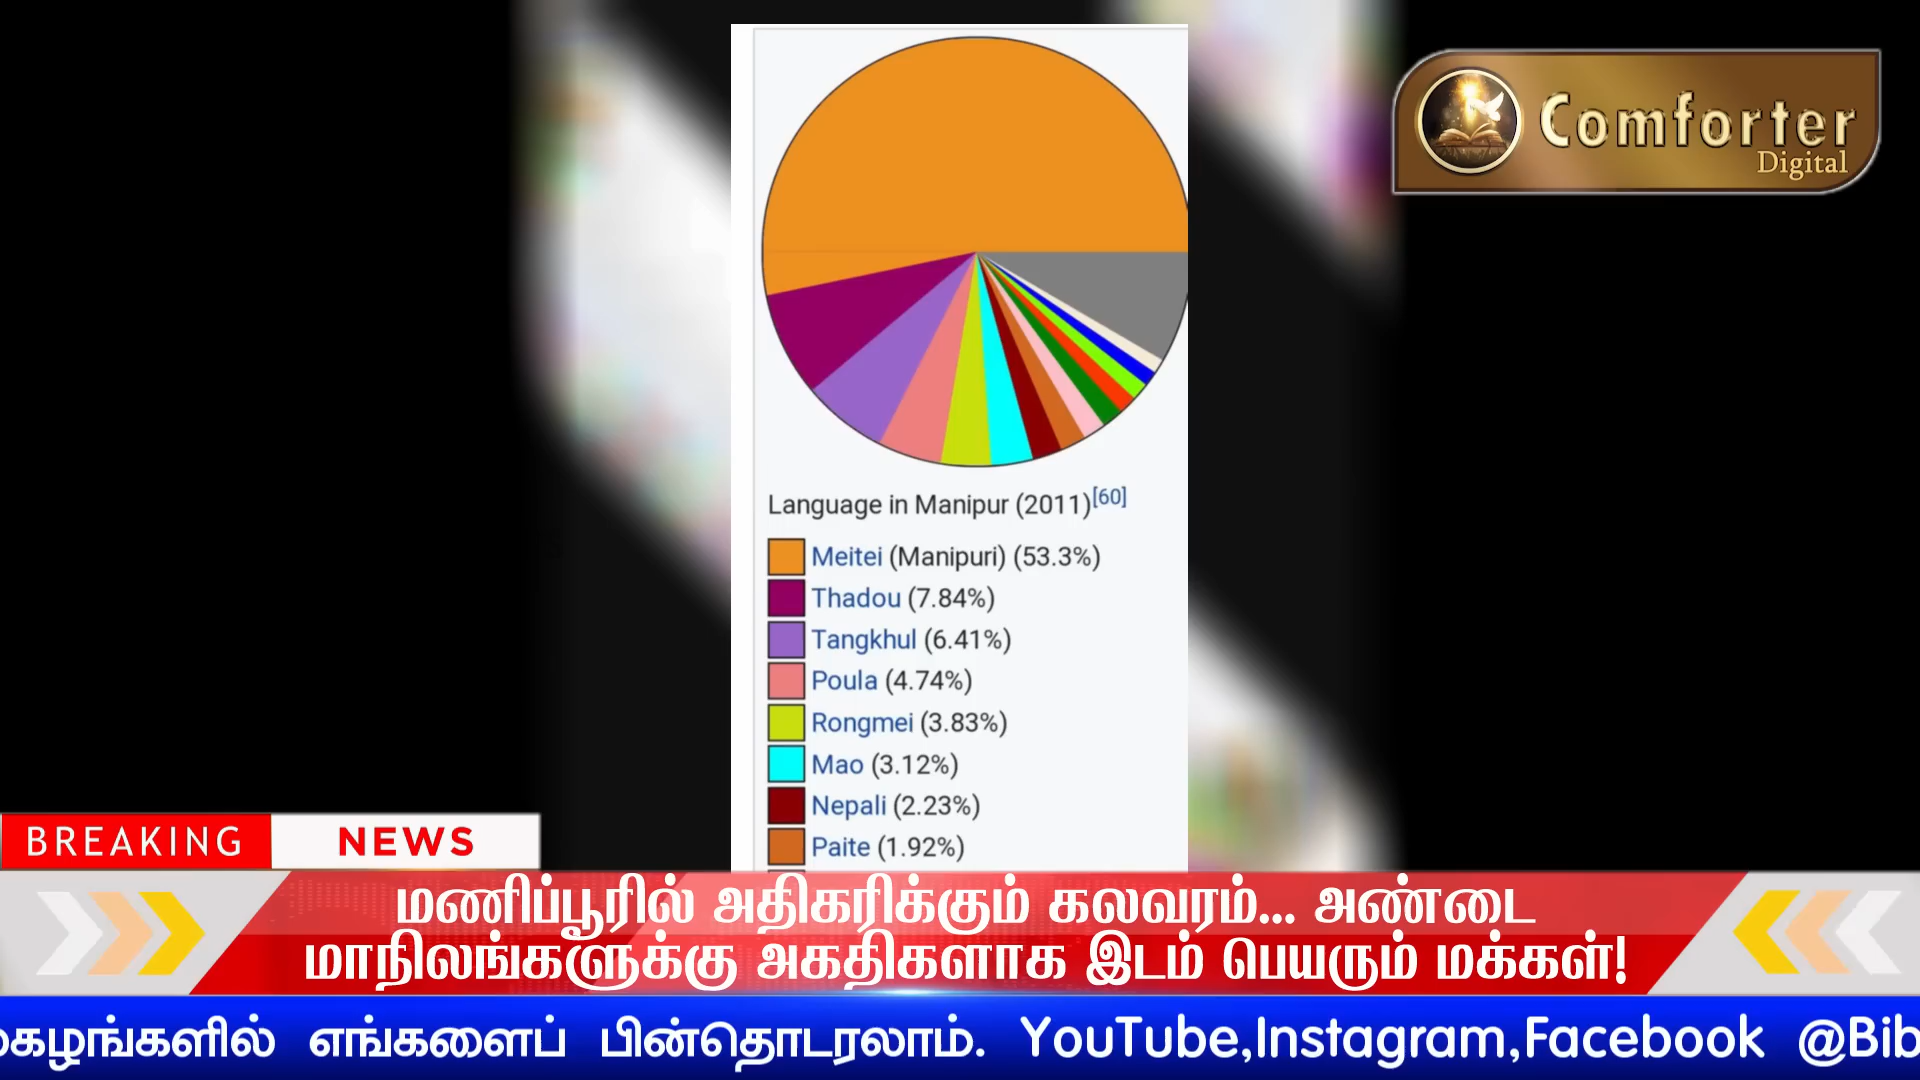 Comforter
Digital
Language in Manipur (2011)[60]
Meitei (Manipuri) (53.3%)
Thadou (7.84%)
Tangkhul (6.41%)
Poula (4.74%)
Rongmei (3.83%)
Mao (3.12%)
Nepali (2.23%)
Paite (1.92%)
BREAKING NEWS
மணிப்பூரில் அதிகரிக்கும் கலவரம்... அண்டை
மாநிலங்களுக்கு அகதிகளாக இடம் பெயரும் மக்கள்!
எங்களைப் பின்தொடரலாம். YouTube,Instagram,Facebook @Bib